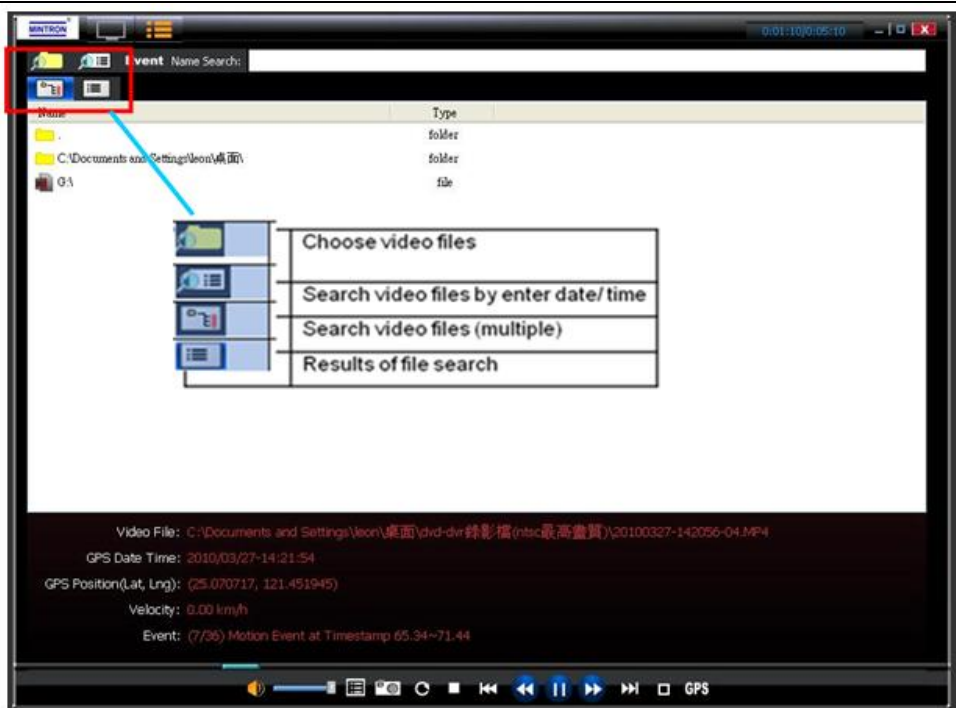 MINTRON
0:01:10/0:05:10
Event Name Search:
Name Type
. folder
C:\Documents and Settings\leon\桌面\ folder
G:\ file
Choose video files
Search video files by enter date/ time
Search video files (multiple)
Results of file search
Video File: C:\Documents and Settings\leon\桌面\dvd-dvr錄影檔(ntsc最高畫質)\20100327-142056-04.MP4
GPS Date Time: 2010/03/27-14:21:54
GPS Position(Lat, Lng): (25.070717, 121.451945)
Velocity: 0.00 km/h
Event: (7/36) Motion Event at Timestamp 65.34~71.44
GPS